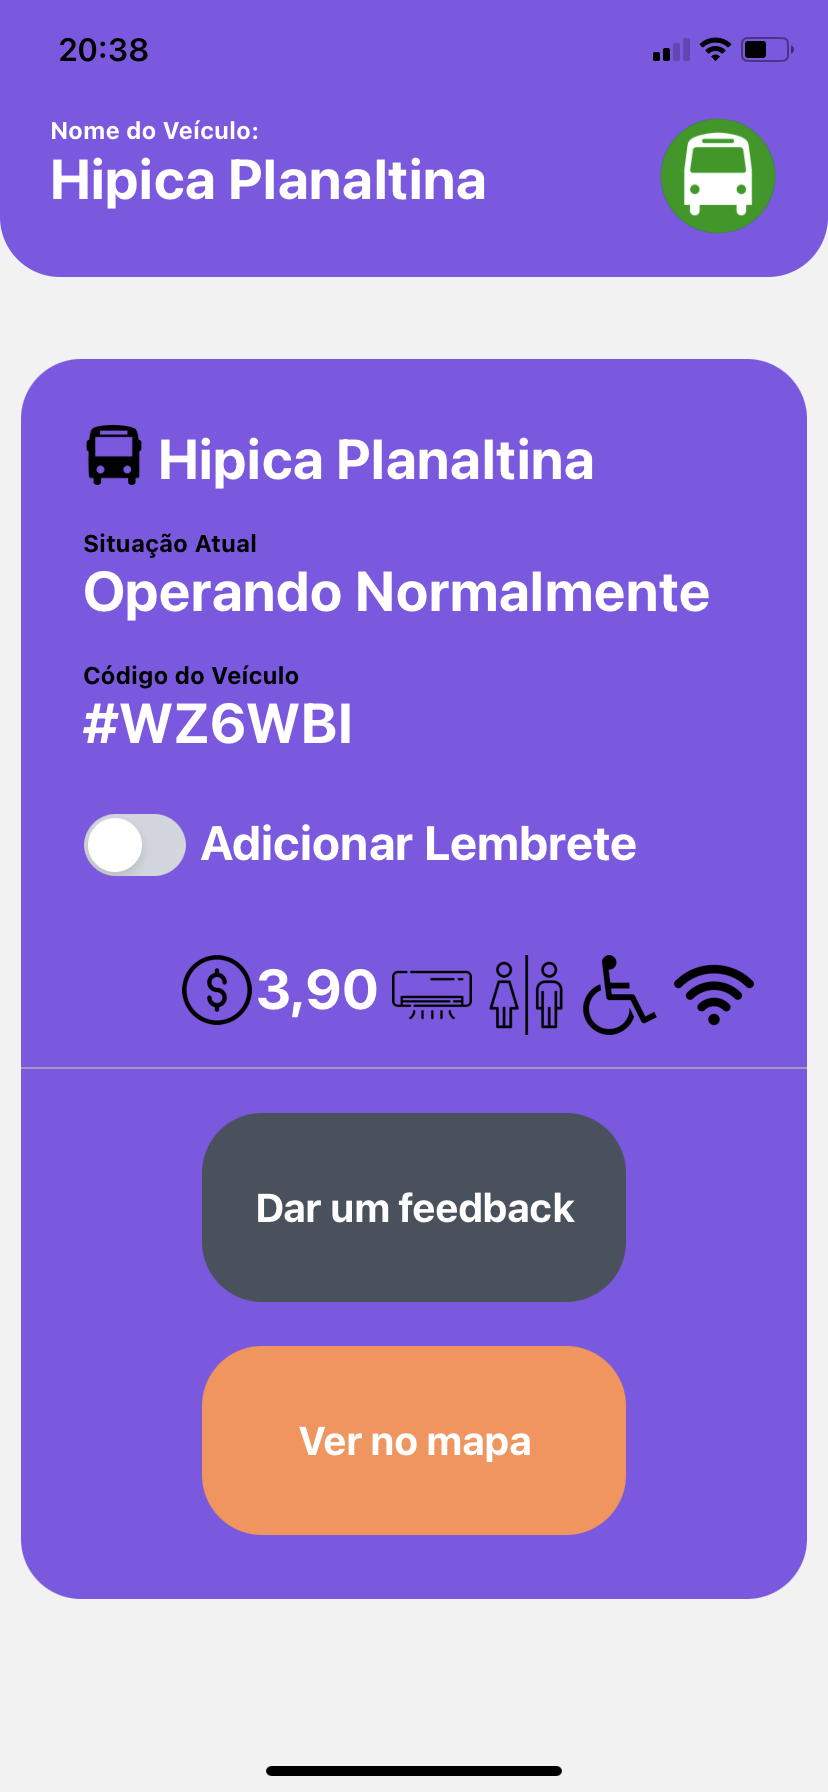 20:38
Nome do Veículo:
Hipica Planaltina
Hipica Planaltina
Situação Atual
Operando Normalmente
Código do Veículo
#WZ6WBI
Adicionar Lembrete
$ 3,90
Dar um feedback
Ver no mapa